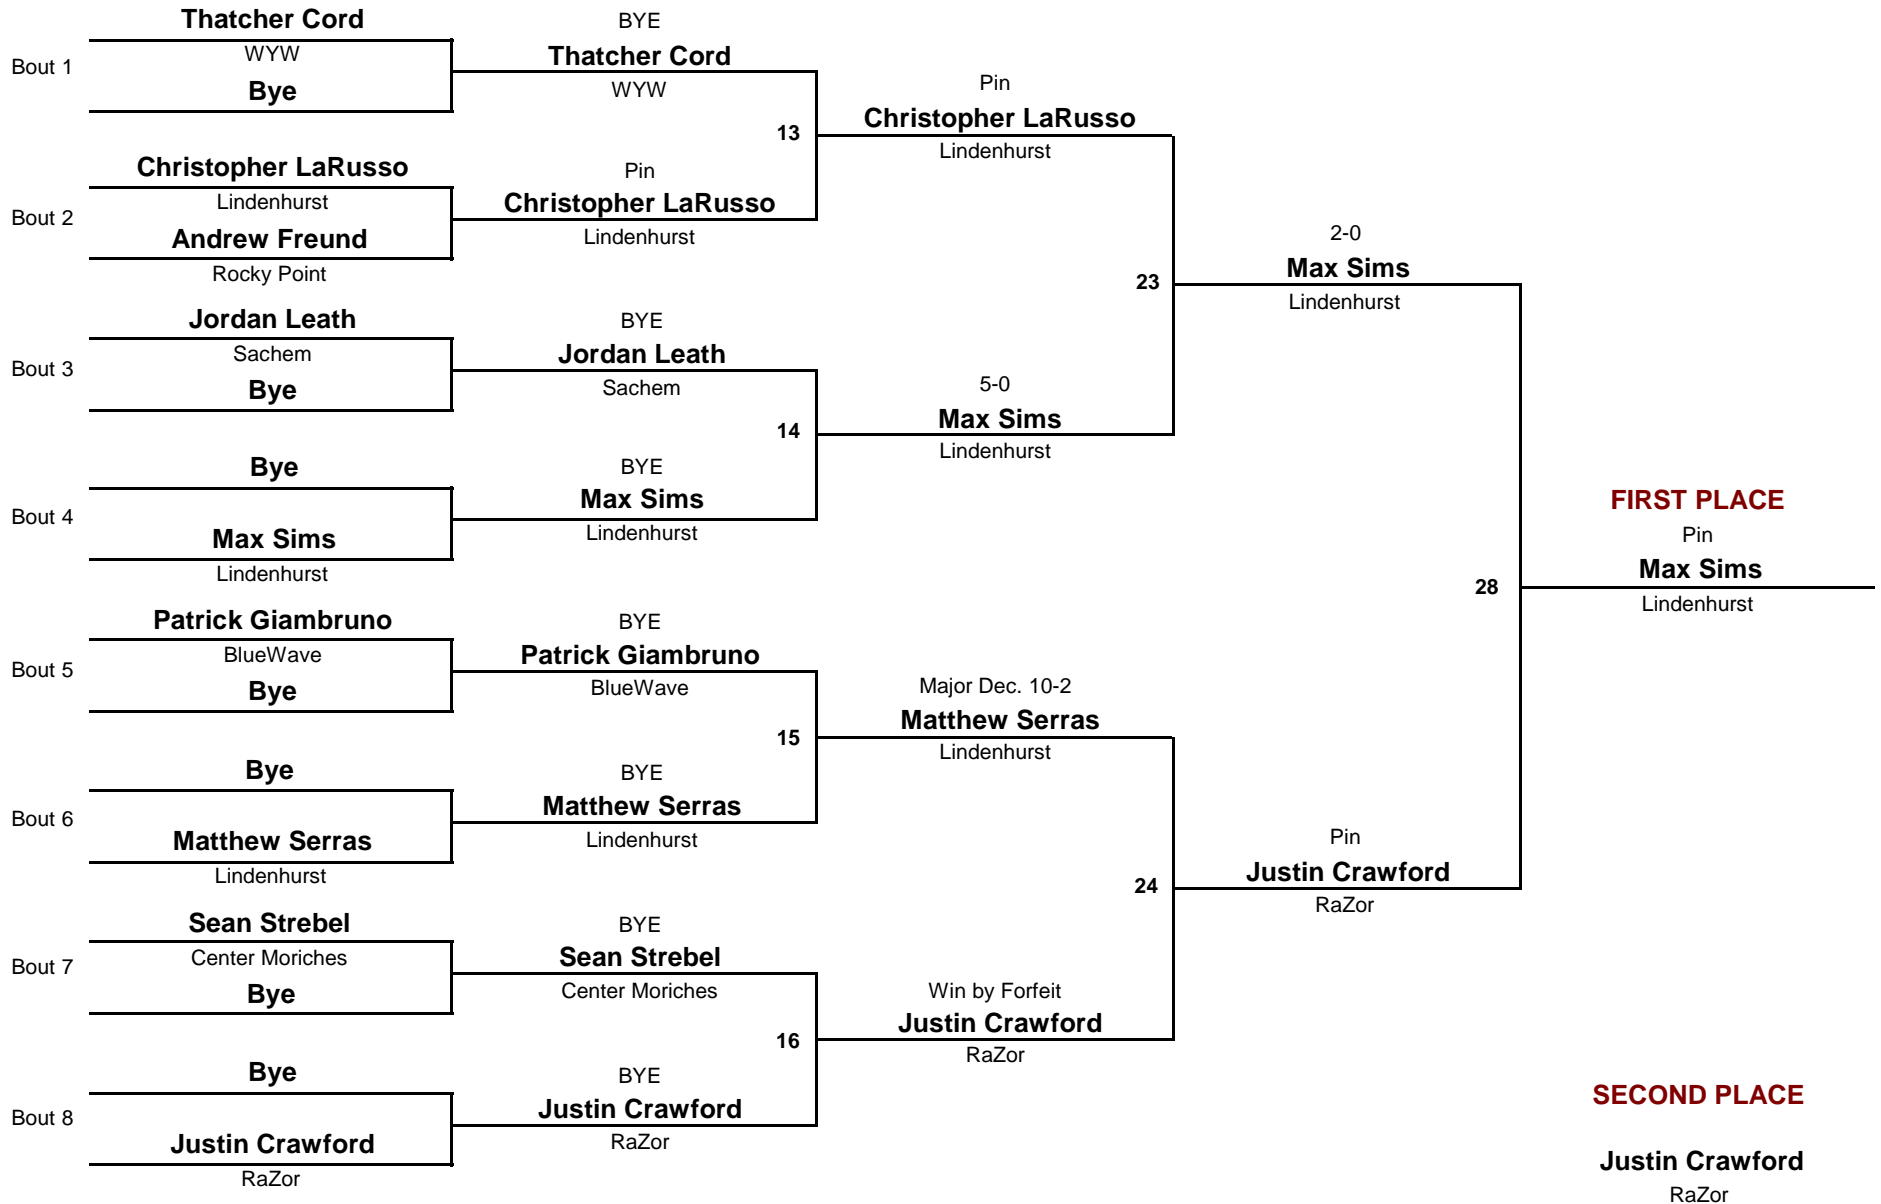 Thatcher Cord
Bout 1
WYW
Bye
Christopher LaRusso
Bout 2
Lindenhurst
Andrew Freund
Rocky Point
Jordan Leath
Bout 3
Sachem
Bye
Bye
Bout 4
Max Sims
Lindenhurst
Patrick Giambruno
Bout 5
BlueWave
Bye
Bye
Bout 6
Matthew Serras
Lindenhurst
Sean Strebel
Bout 7
Center Moriches
Bye
Bye
Bout 8
Justin Crawford
RaZor
BYE
Thatcher Cord
WYW
13
Pin
Christopher LaRusso
Lindenhurst
BYE
Jordan Leath
Sachem
14
BYE
Max Sims
Lindenhurst
BYE
Patrick Giambruno
BlueWave
15
BYE
Matthew Serras
Lindenhurst
BYE
Sean Strebel
Center Moriches
16
BYE
Justin Crawford
RaZor
Pin
Christopher LaRusso
Lindenhurst
23
5-0
Max Sims
Lindenhurst
Major Dec. 10-2
Matthew Serras
Lindenhurst
24
Win by Forfeit
Justin Crawford
RaZor
2-0
Max Sims
Lindenhurst
28
Pin
Justin Crawford
RaZor
FIRST PLACE
Pin
Max Sims
Lindenhurst
SECOND PLACE
Justin Crawford
RaZor